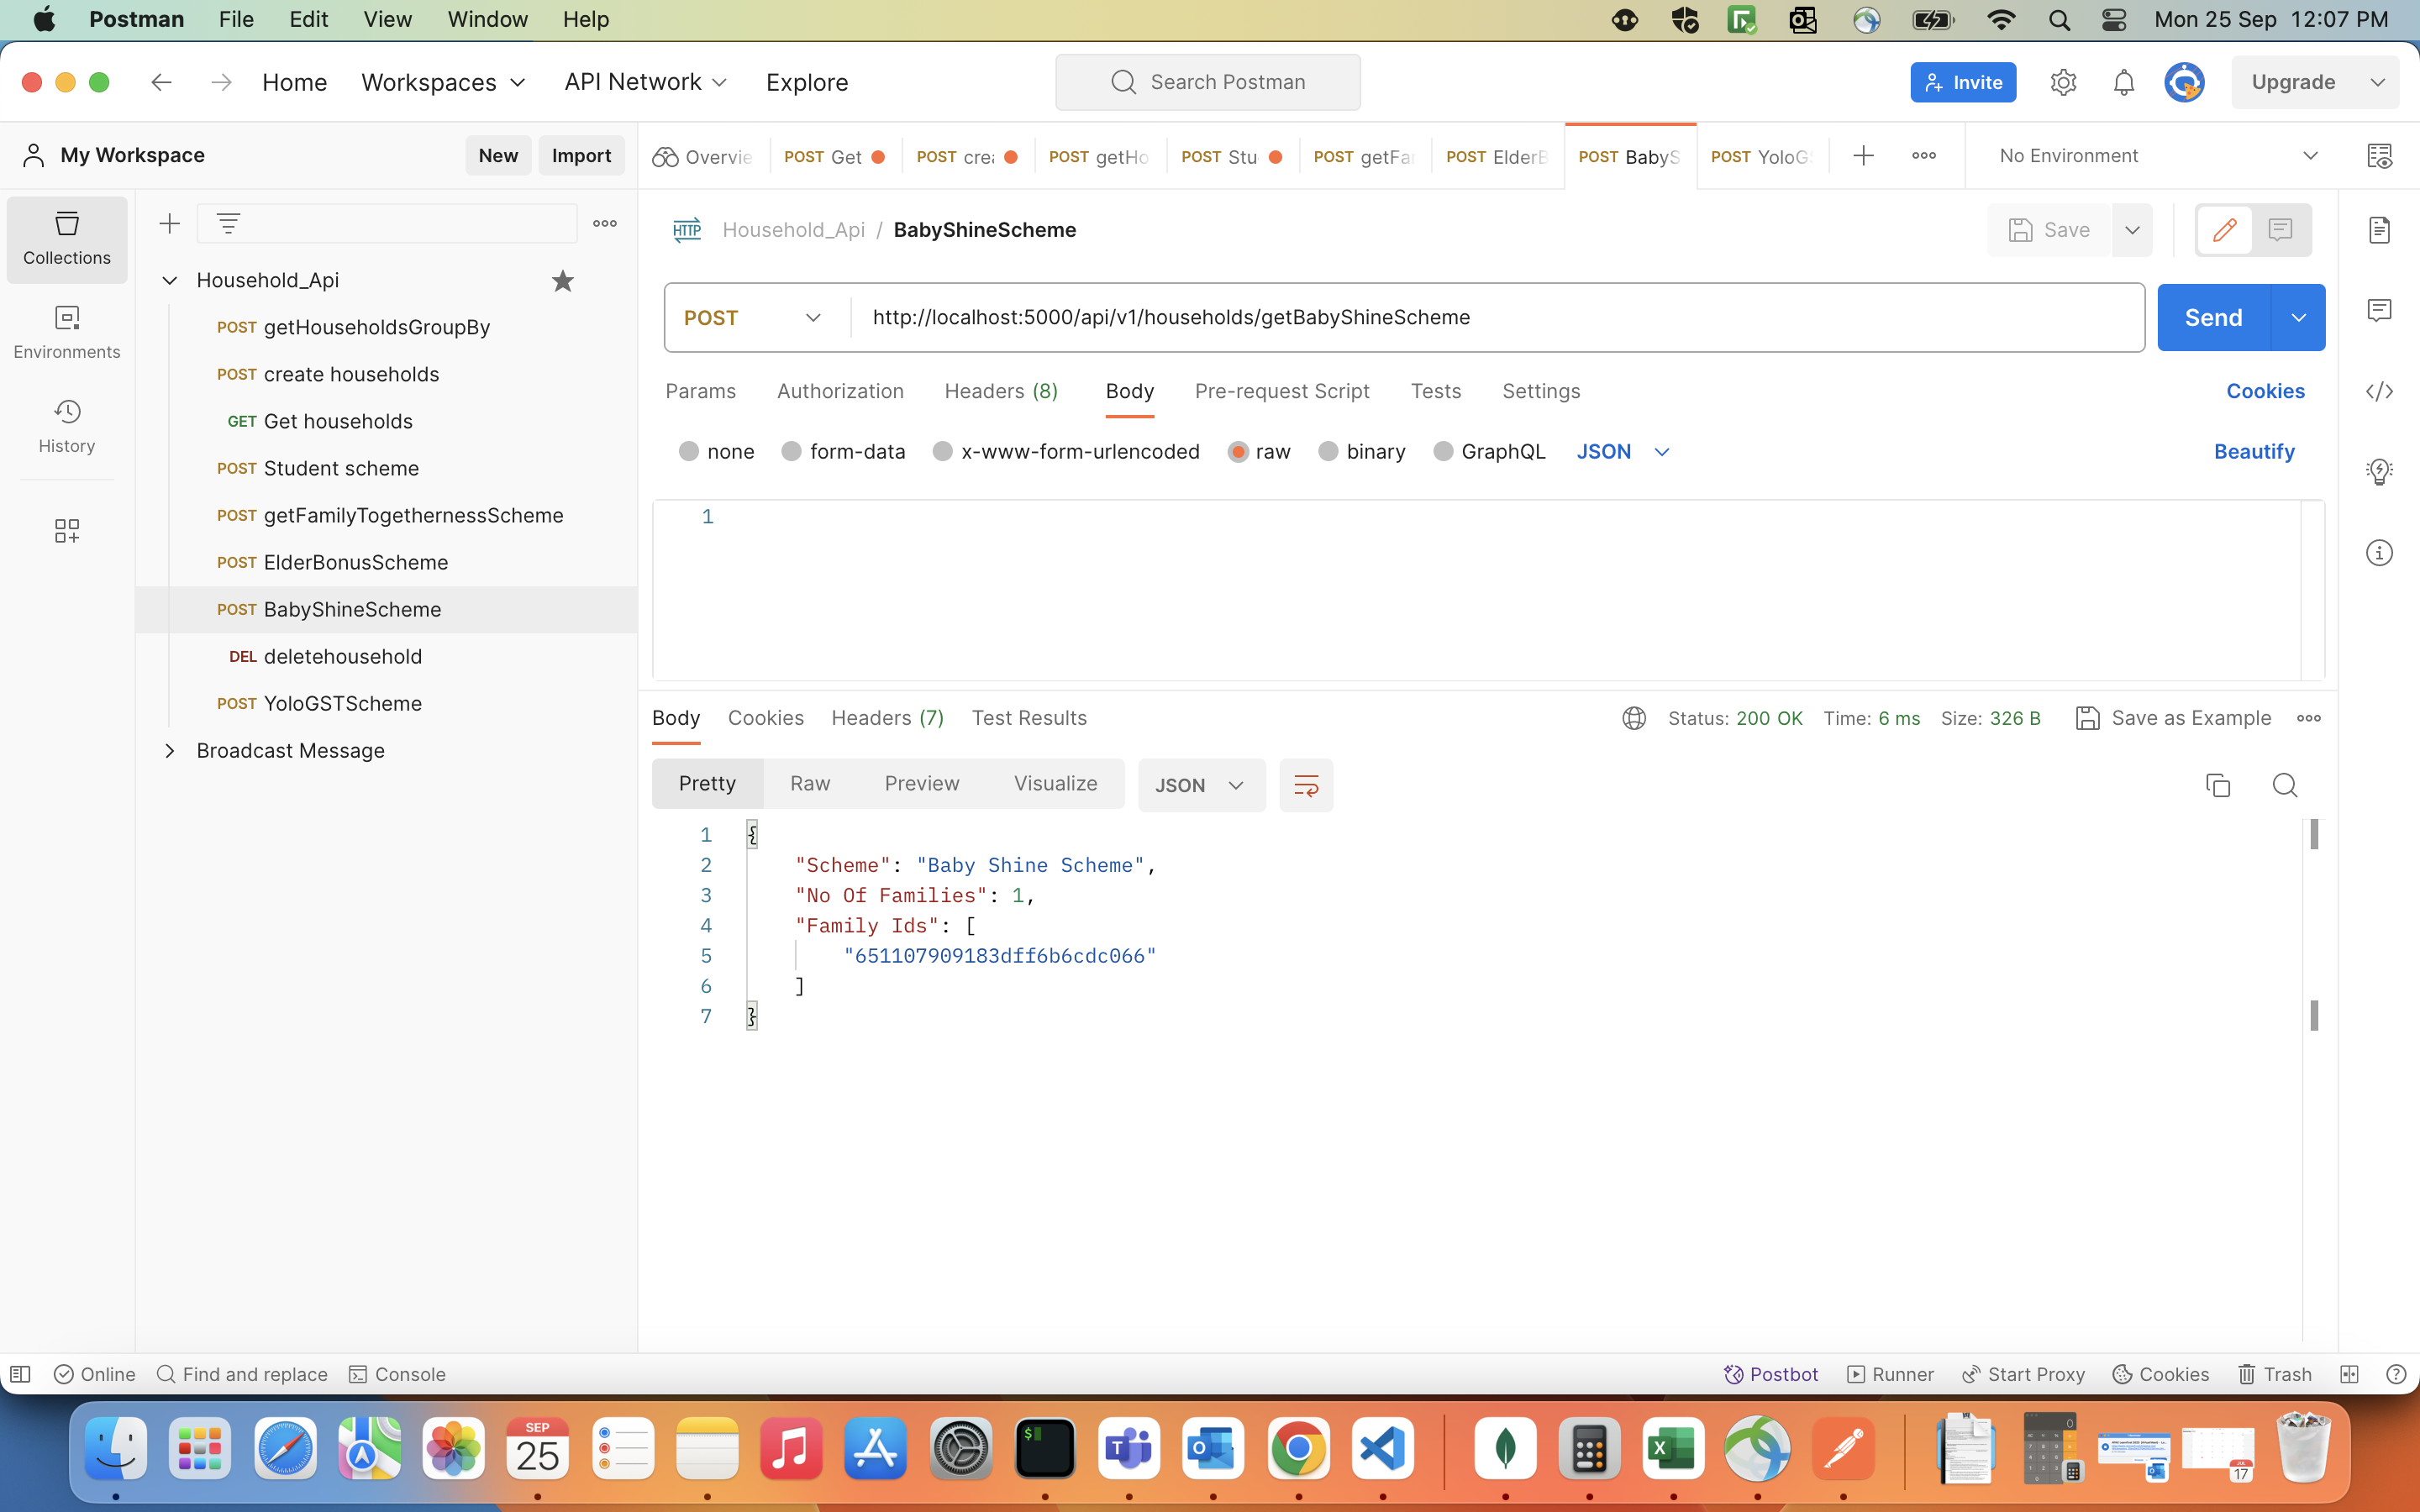 Postman File Edit View Window Help Mon 25 Sep 12:07 PM
Home Workspaces API Network Explore Search Postman Invite Upgrade
My Workspace New Import
Overvie POST Get POST crea POST getHo POST Stu POST getFar POST ElderB POST BabyS POST YoloGS No Environment
Collections
Environments
History
Household_Api
POST getHouseholdsGroupBy
POST create households
GET Get households
POST Student scheme
POST getFamilyTogethernessScheme
POST ElderBonusScheme
POST BabyShineScheme
DEL deletehousehold
POST YoloGSTScheme
Broadcast Message
HTTP Household_Api / BabyShineScheme Save
POST http://localhost:5000/api/v1/households/getBabyShineScheme Send
Params Authorization Headers (8) Body Pre-request Script Tests Settings Cookies
none form-data x-www-form-urlencoded raw binary GraphQL JSON Beautify
1
Body Cookies Headers (7) Test Results Status: 200 OK Time: 6 ms Size: 326 B Save as Example
Pretty Raw Preview Visualize JSON
1 {
2 "Scheme": "Baby Shine Scheme",
3 "No Of Families": 1,
4 "Family Ids": [
5 "651107909183dff6b6cdc066"
6 ]
7 }
Online Find and replace Console Postbot Runner Start Proxy Cookies Trash
SEP
25
17